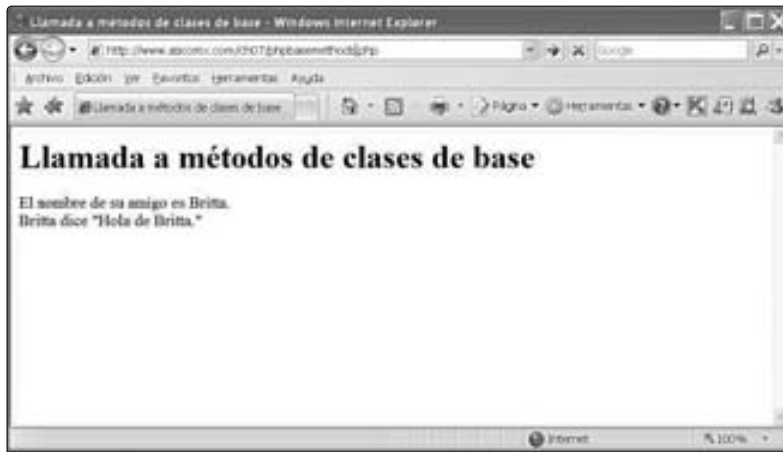 Llamada a métodos de clases de base - Windows Internet Explorer
Google
Archivo Edición Ver Favoritos Herramientas Ayuda
Llamada a métodos de clases de base
Página Herramientas
Llamada a métodos de clases de base
El nombre de su amigo es Britta.
Britta dice "Hola de Britta."
Internet
100%